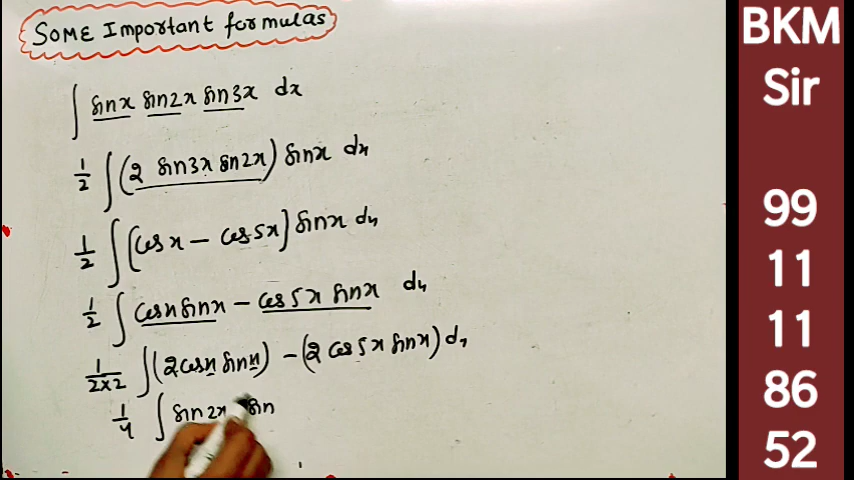 SOME Important formulas
∫ sinx sin2x sin3x dx
1/2 ∫ (2 sin3x sin2x) sinx dx
1/2 ∫ (cosx − cos5x] sinx dx
1/2 ∫ cosx sinx − cos5x sinx dx
1/2×2 ∫ (2cosx sinx) − (2 cos5x sinx) dx
1/4 ∫ sin2x sin
BKM
Sir
99
11
11
86
52